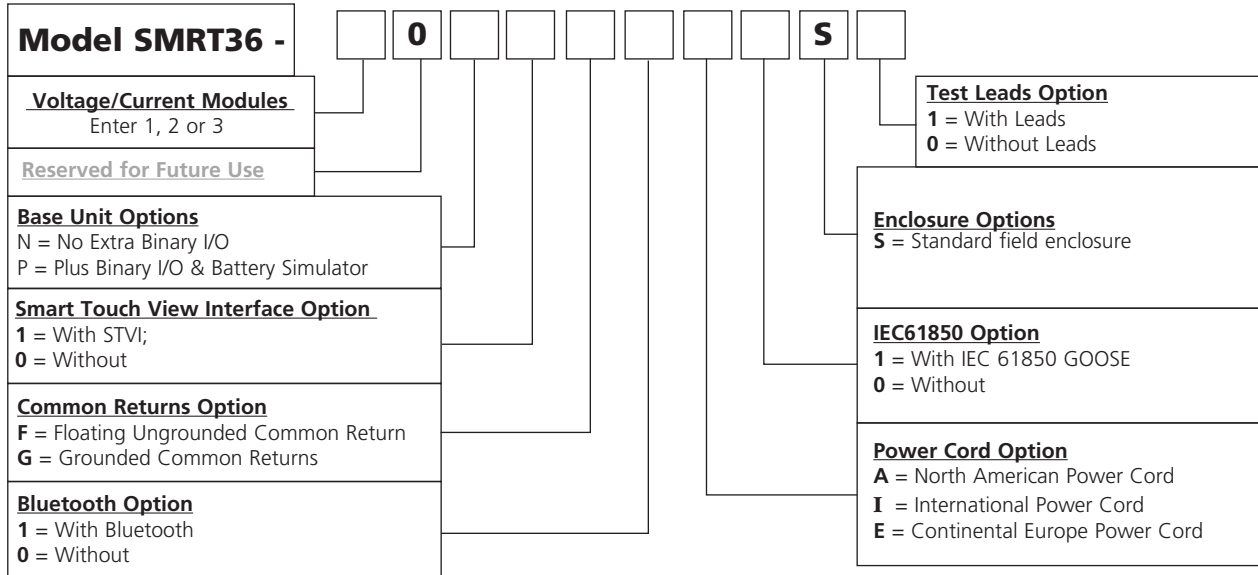 Model SMRT36 - 0 S
Voltage/Current Modules
Enter 1, 2 or 3
Reserved for Future Use
Base Unit Options
N = No Extra Binary I/O
P = Plus Binary I/O & Battery Simulator
Smart Touch View Interface Option
1 = With STVI;
0 = Without
Common Returns Option
F = Floating Ungrounded Common Return
G = Grounded Common Returns
Bluetooth Option
1 = With Bluetooth
0 = Without
Test Leads Option
1 = With Leads
0 = Without Leads
Enclosure Options
S = Standard field enclosure
IEC61850 Option
1 = With IEC 61850 GOOSE
0 = Without
Power Cord Option
A = North American Power Cord
I = International Power Cord
E = Continental Europe Power Cord